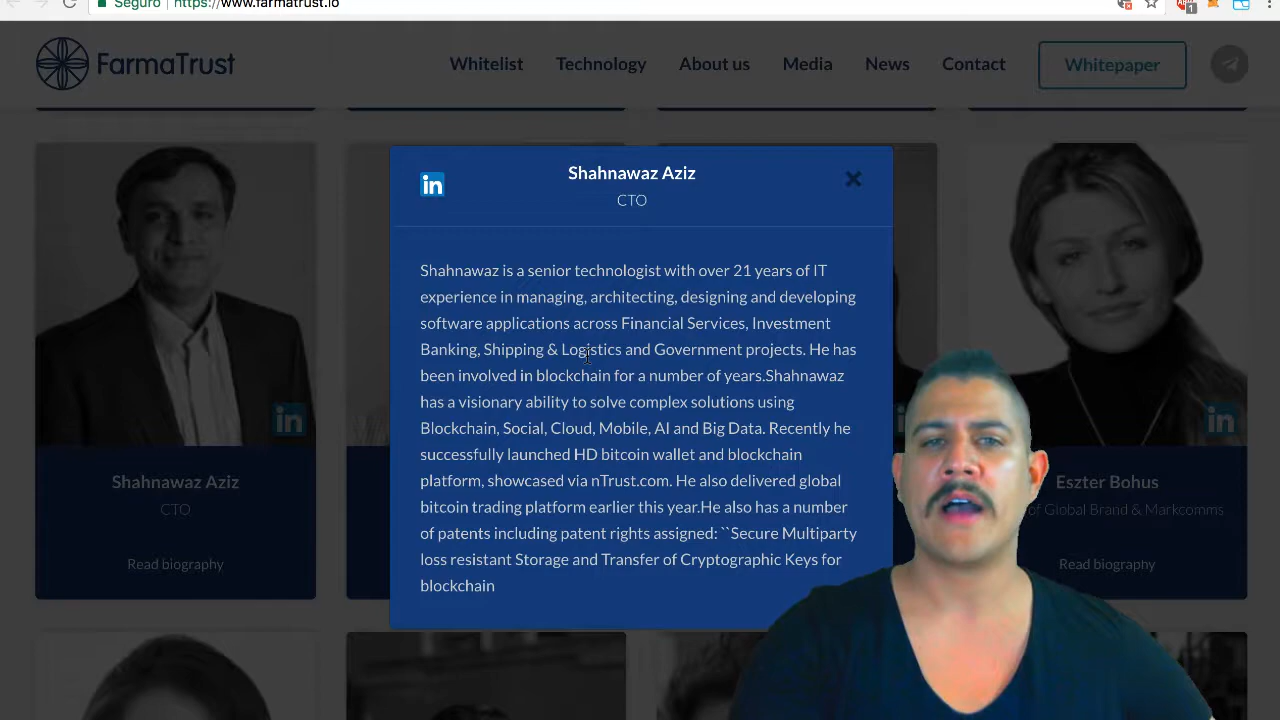 Seguro
https://www.farmatrust.io
FarmaTrust
Whitelist
Technology
About us
Media
News
Contact
Whitepaper
in
Shahnawaz Aziz
CTO
Shahnawaz is a senior technologist with over 21 years of IT
experience in managing, architecting, designing and developing
software applications across Financial Services, Investment
Banking, Shipping & Logistics and Government projects. He has
been involved in blockchain for a number of years.Shahnawaz
has a visionary ability to solve complex solutions using
Blockchain, Social, Cloud, Mobile, AI and Big Data. Recently he
successfully launched HD bitcoin wallet and blockchain
platform, showcased via nTrust.com. He also delivered global
bitcoin trading platform earlier this year.He also has a number
of patents including patent rights assigned: ``Secure Multiparty
loss resistant Storage and Transfer of Cryptographic Keys for
blockchain
in
in
Shahnawaz Aziz
CTO
Read biography
Eszter Bohus
of Global Brand & Markcomms
Read biography